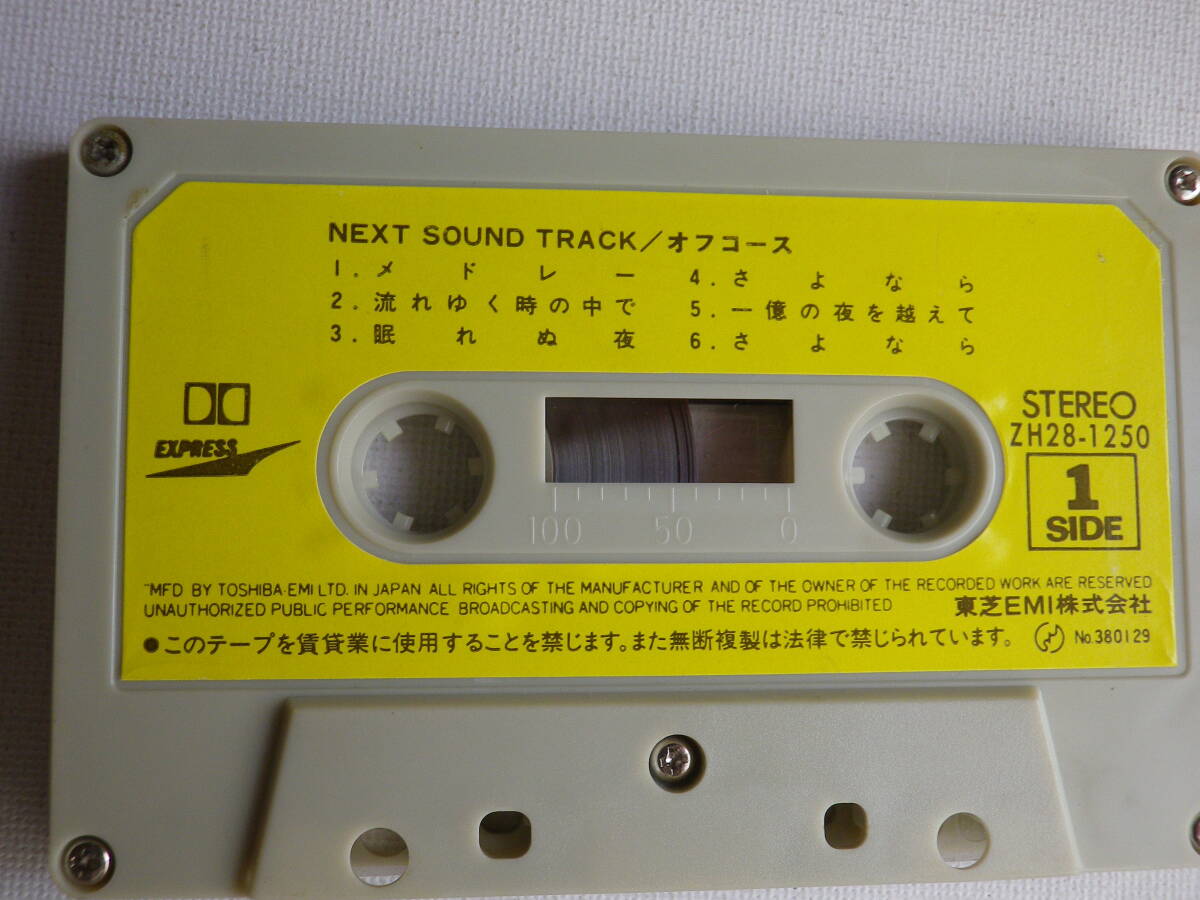 NEXT SOUND TRACK／オフコース
1．メドレー
2．流れゆく時の中で
3．眠れぬ夜
4．さよなら
5．一億の夜を越えて
6．さよなら
EXPRESS
STEREO
ZH28-1250
1
SIDE
100 50 0
"MFD BY TOSHIBA·EMI LTD. IN JAPAN ALL RIGHTS OF THE MANUFACTURER AND OF THE OWNER OF THE RECORDED WORK ARE RESERVED
UNAUTHORIZED PUBLIC PERFORMANCE BROADCASTING AND COPYING OF THE RECORD PROHIBITED
東芝EMI株式会社
●このテープを賃貸業に使用することを禁じます。また無断複製は法律で禁じられています。
No.380129